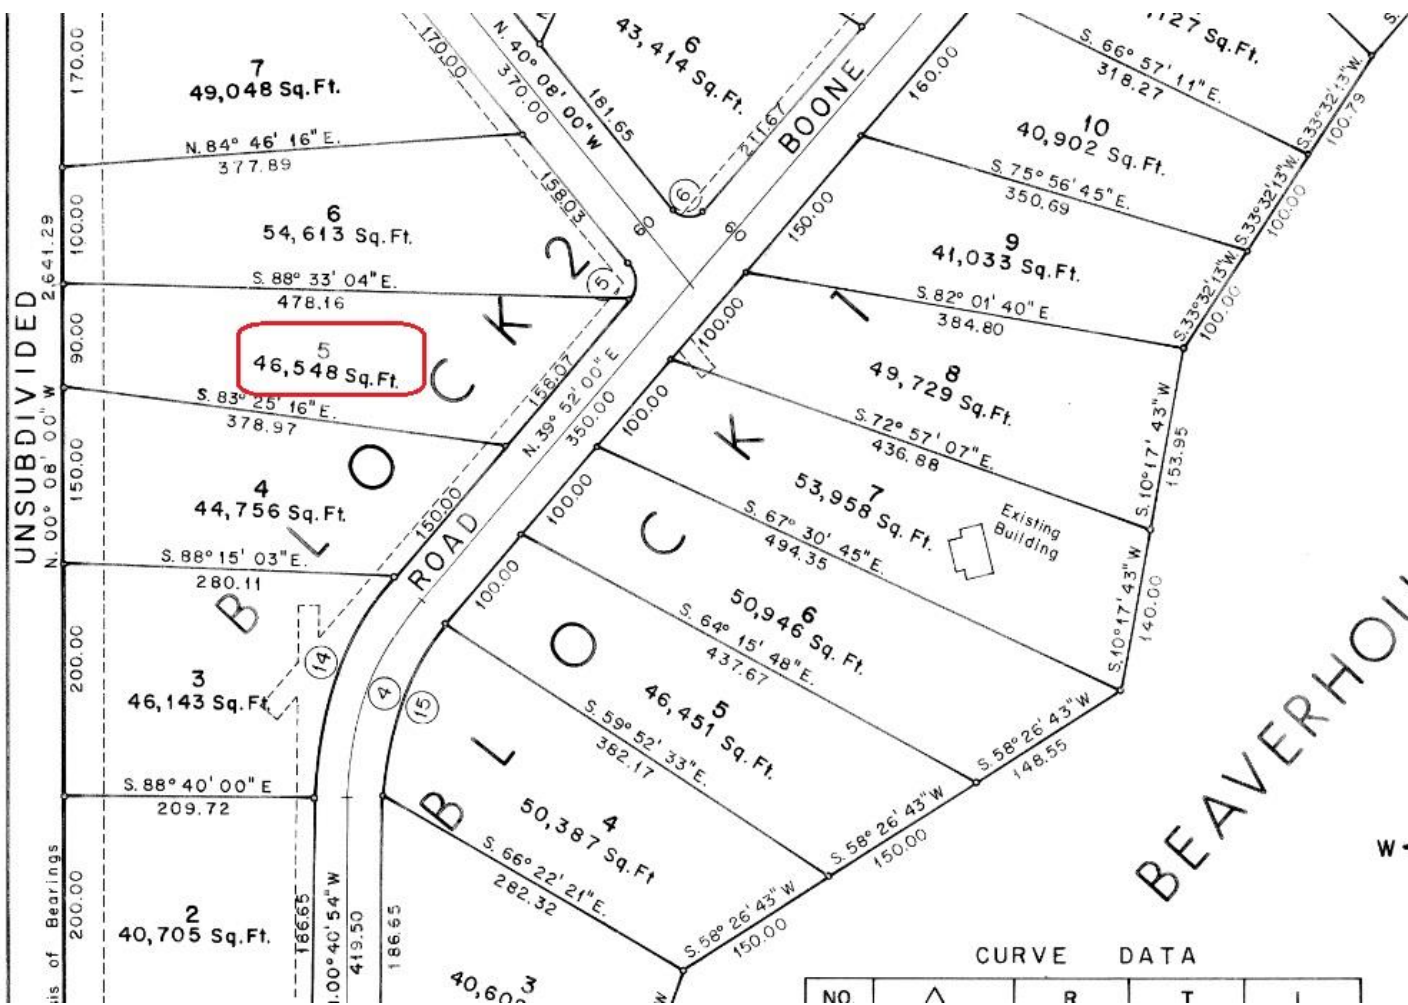 170.00
7
49,048 Sq.Ft.
N. 84° 46' 16" E.
377.89
170.00
N. 40° 08' 00" W
370.00
181.65
6
43,414 Sq.Ft.
BOONE
160.00
,127 Sq.Ft.
S. 66° 57' 11" E.
318.27
S. 33° 32' 13" W.
100.79
10
40,902 Sq.Ft.
S. 75° 56' 45" E.
350.69
S. 33° 32' 13" W.
100.00
100.00
2,641.29
6
54,613 Sq.Ft.
158.03
60
6
60
150.00
9
41,033 Sq.Ft.
S. 88° 33' 04" E.
478.16
5
S. 82° 01' 40" E.
384.80
S. 33° 32' 13" W.
100.00
UNSUBDIVIDED
N. 00° 08' 00" W
90.00
5
46,548 Sq.Ft.
BLOCK 2
156.07
N. 39° 52' 00" E
350.00
100.00
BLOCK 1
8
49,729 Sq.Ft.
S. 10° 17' 43" W
153.95
S. 83° 25' 16" E.
378.97
S. 72° 57' 07" E.
436.88
100.00
150.00
4
44,756 Sq.Ft.
150.00
ROAD
7
53,958 Sq. Ft.
Existing
Building
100.00
S. 67° 30' 45" E.
494.35
S. 88° 15' 03" E.
280.11
100.00
6
50,946 Sq. Ft.
S. 10° 17' 43" W
140.00
200.00
3
46,143 Sq.Ft.
14
4
15
S. 64° 15' 48" E.
437.67
5
46,451 Sq. Ft.
S. 58° 26' 43" W
148.55
BEAVERHO
S. 88° 40' 00" E
209.72
S. 59° 52' 33" E.
382.17
4
50,387 Sq.Ft
S. 58° 26' 43" W
150.00
W
of Bearings
200.00
2
40,705 Sq.Ft.
186.65
.00° 40' 54" W
419.50
186.65
S. 66° 22' 21" E.
282.32
S. 58° 26' 43" W
150.00
3
40,60
W
CURVE DATA
NO. △ R T L